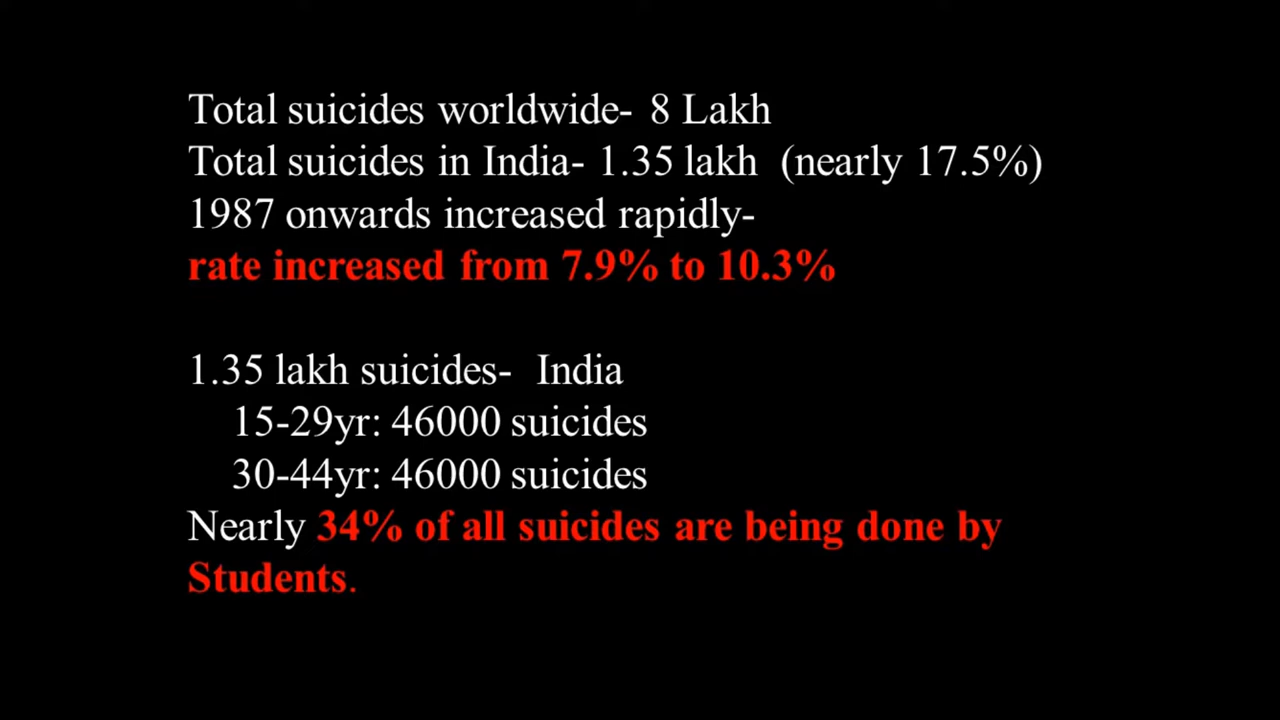 Total suicides worldwide- 8 Lakh
Total suicides in India- 1.35 lakh (nearly 17.5%)
1987 onwards increased rapidly-
rate increased from 7.9% to 10.3%
1.35 lakh suicides- India
15-29yr: 46000 suicides
30-44yr: 46000 suicides
Nearly 34% of all suicides are being done by
Students.